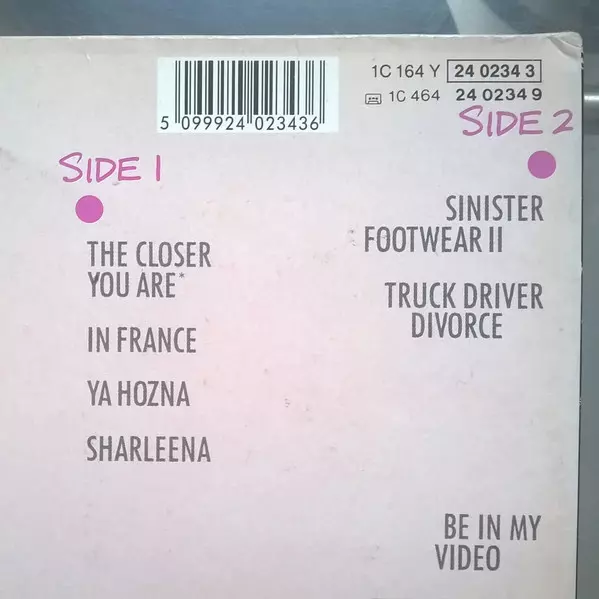 1C 164 Y 24 0234 3
1C 464 24 0234 9
5 099924 023436
SIDE 1
THE CLOSER
YOU ARE*
IN FRANCE
YA HOZNA
SHARLEENA
SIDE 2
SINISTER
FOOTWEAR II
TRUCK DRIVER
DIVORCE
BE IN MY
VIDEO